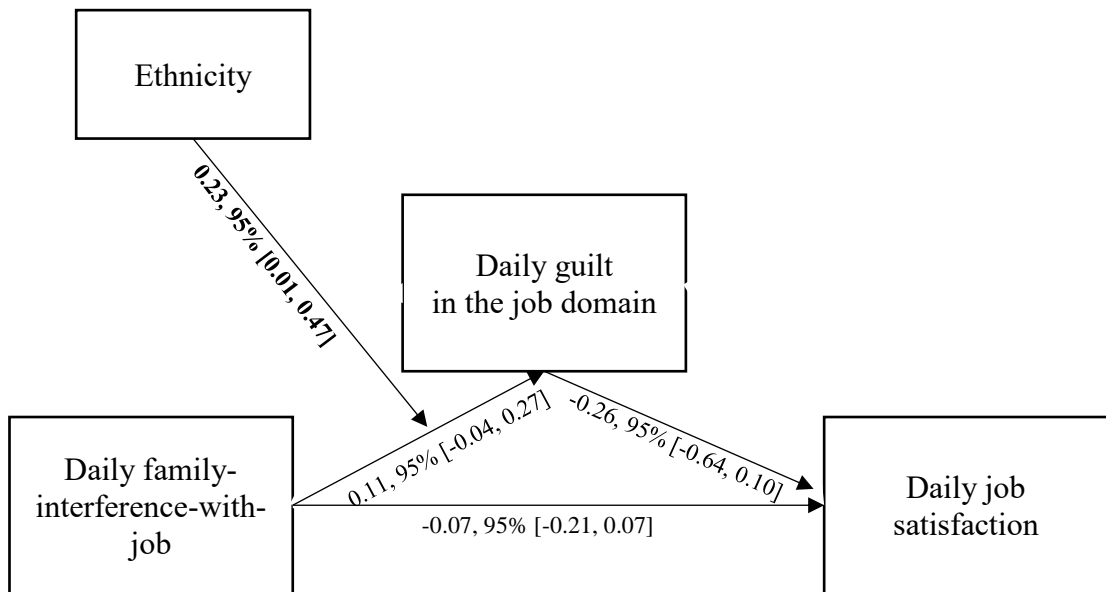 Ethnicity
0.23, 95% [0.01, 0.47]
Daily guilt
in the job domain
0.11, 95% [-0.04, 0.27]
-0.26, 95% [-0.64, 0.10]
Daily family-
interference-with-
job
-0.07, 95% [-0.21, 0.07]
Daily job
satisfaction